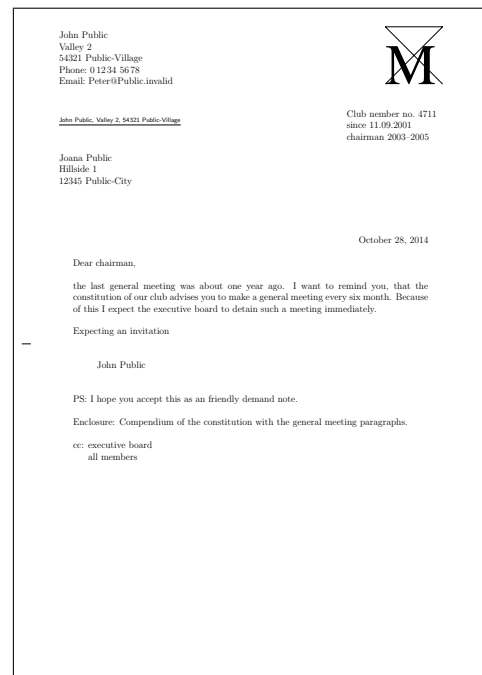 John Public
Valley 2
54321 Public-Village
Phone: 0 12 34 56 78
Email: Peter@Public.invalid
M
John Public, Valley 2, 54321 Public-Village
Club nember no. 4711
since 11.09.2001
chairman 2003–2005
Joana Public
Hillside 1
12345 Public-City
October 28, 2014
Dear chairman,
the last general meeting was about one year ago. I want to remind you, that the
constitution of our club advises you to make a general meeting every six month. Because
of this I expect the executive board to detain such a meeting immediately.
Expecting an invitation
John Public
PS: I hope you accept this as an friendly demand note.
Enclosure: Compendium of the constitution with the general meeting paragraphs.
cc: executive board
all members